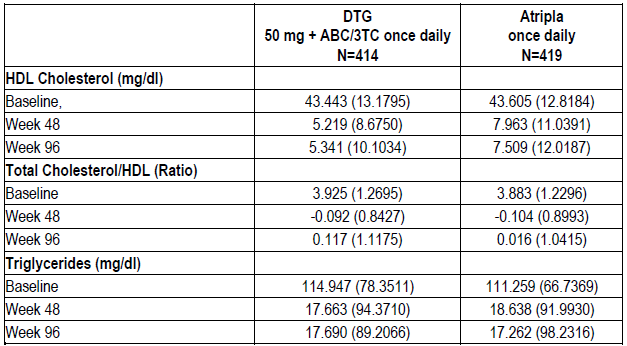 DTG
50 mg + ABC/3TC once daily
N=414
Atripla
once daily
N=419
HDL Cholesterol (mg/dl)
Baseline, 43.443 (13.1795) 43.605 (12.8184)
Week 48 5.219 (8.6750) 7.963 (11.0391)
Week 96 5.341 (10.1034) 7.509 (12.0187)
Total Cholesterol/HDL (Ratio)
Baseline 3.925 (1.2695) 3.883 (1.2296)
Week 48 -0.092 (0.8427) -0.104 (0.8993)
Week 96 0.117 (1.1175) 0.016 (1.0415)
Triglycerides (mg/dl)
Baseline 114.947 (78.3511) 111.259 (66.7369)
Week 48 17.663 (94.3710) 18.638 (91.9930)
Week 96 17.690 (89.2066) 17.262 (98.2316)